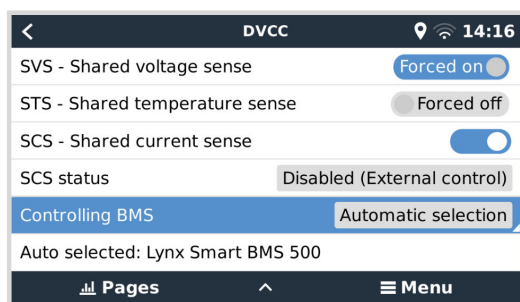 DVCC 14:16
SVS - Shared voltage sense Forced on
STS - Shared temperature sense Forced off
SCS - Shared current sense
SCS status Disabled (External control)
Controlling BMS Automatic selection
Auto selected: Lynx Smart BMS 500
Pages Menu